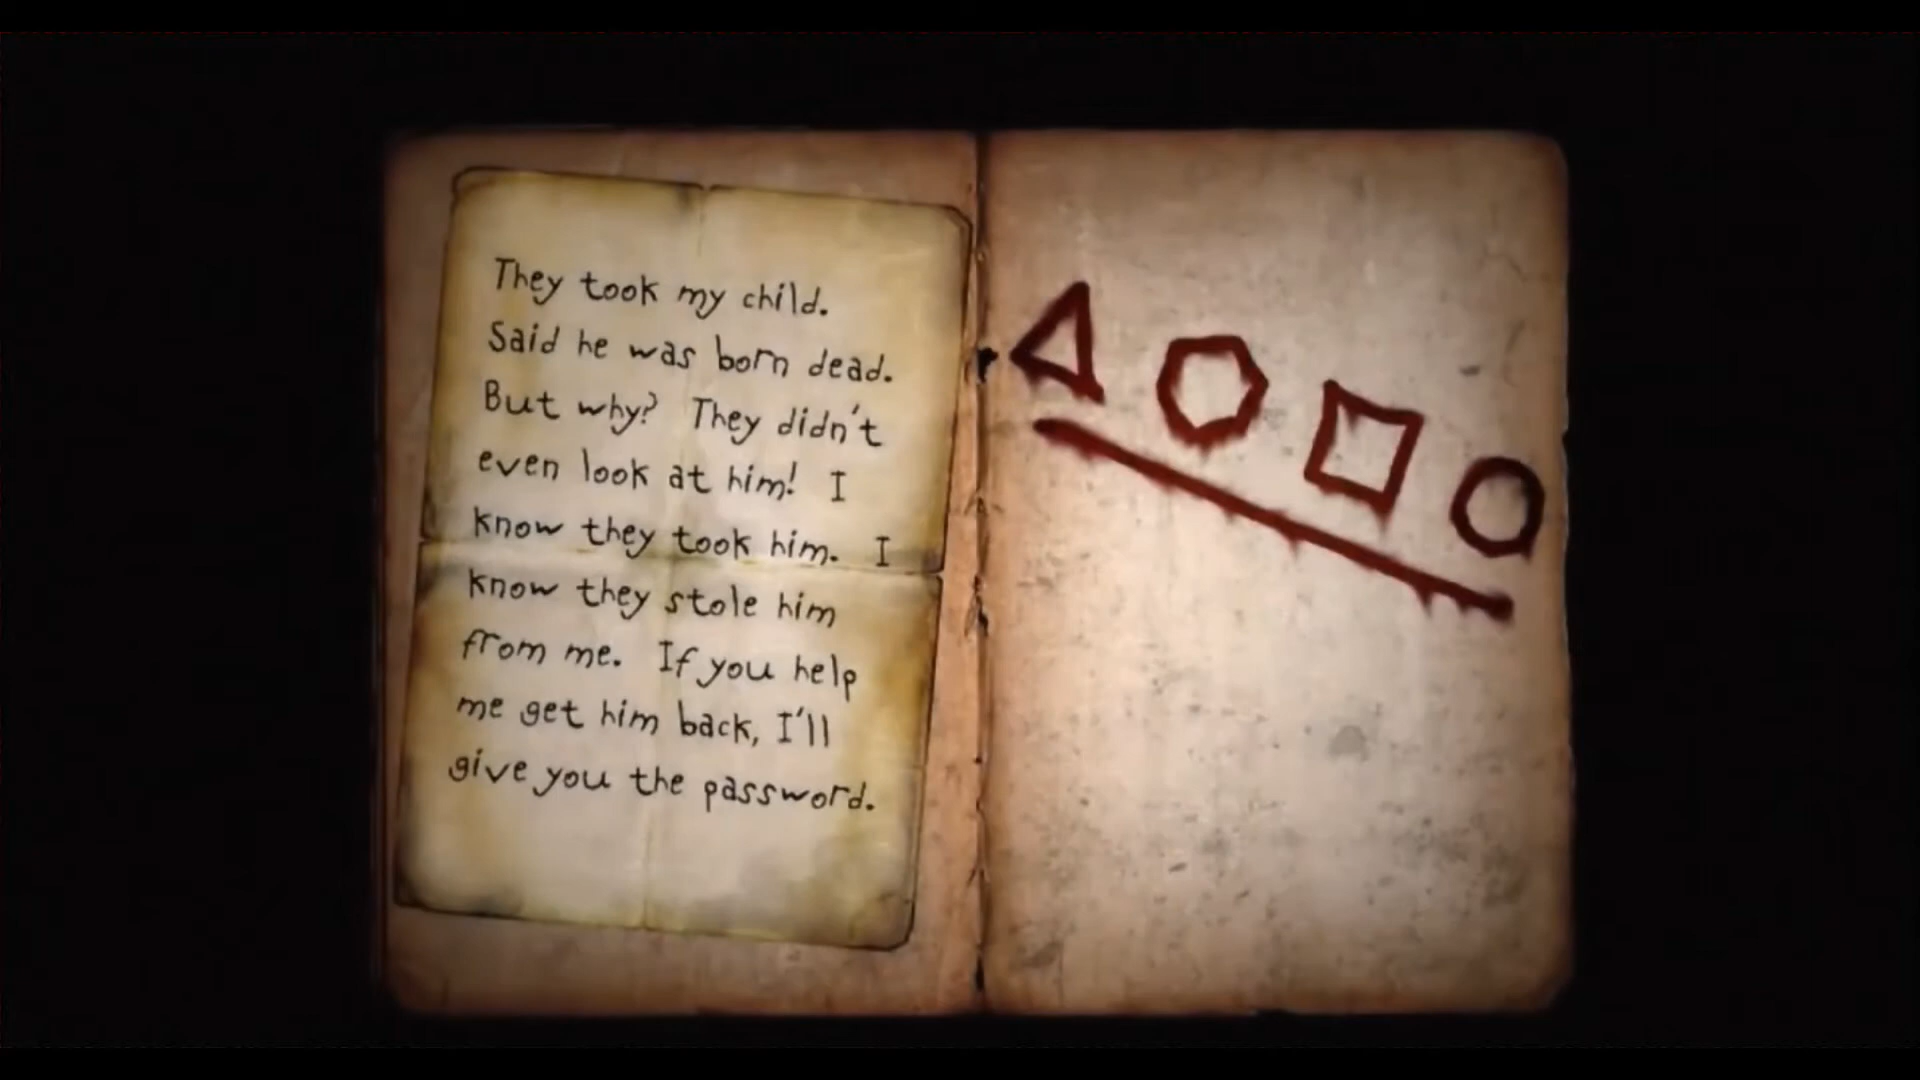 They took my child.
Said he was born dead.
But why? They didn't
even look at him! I
know they took him. I
know they stole him
from me. If you help
me get him back, I'll
give you the password.